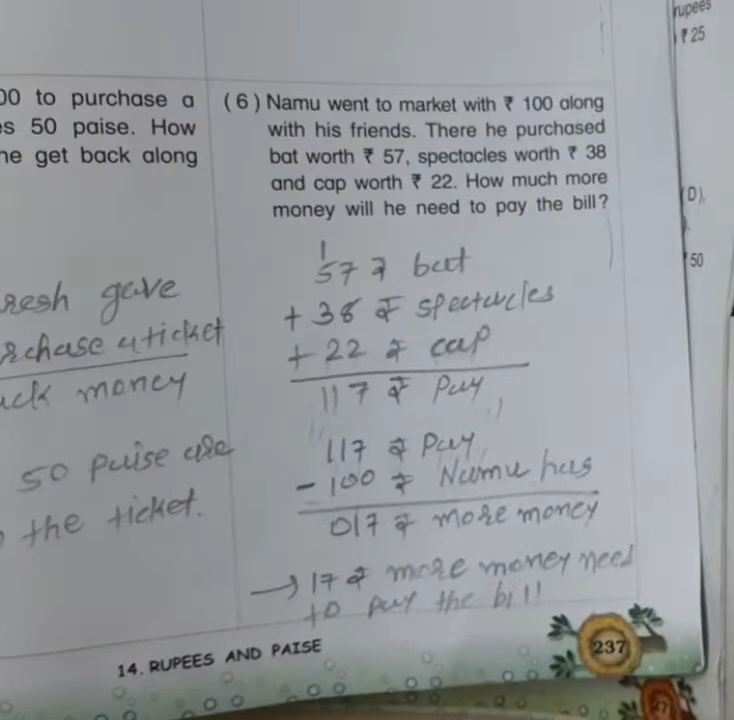 rupees
₹ 25
00 to purchase a
es 50 paise. How
he get back along
(6) Namu went to market with ₹ 100 along
with his friends. There he purchased
bat worth ₹ 57, spectacles worth ₹ 38
and cap worth ₹ 22. How much more
money will he need to pay the bill?
(D),
50
resh gave
rchase a ticket
uck money
50 paise are
the ticket.
1
57 ₹ bat
+ 38 ₹ spectacles
+ 22 ₹ cap
117 ₹ Pay
117 ₹ Pay
- 100 ₹ Namu has
017 ₹ more money
→ 17 ₹ more money need
to pay the bill
14. RUPEES AND PAISE
237
27